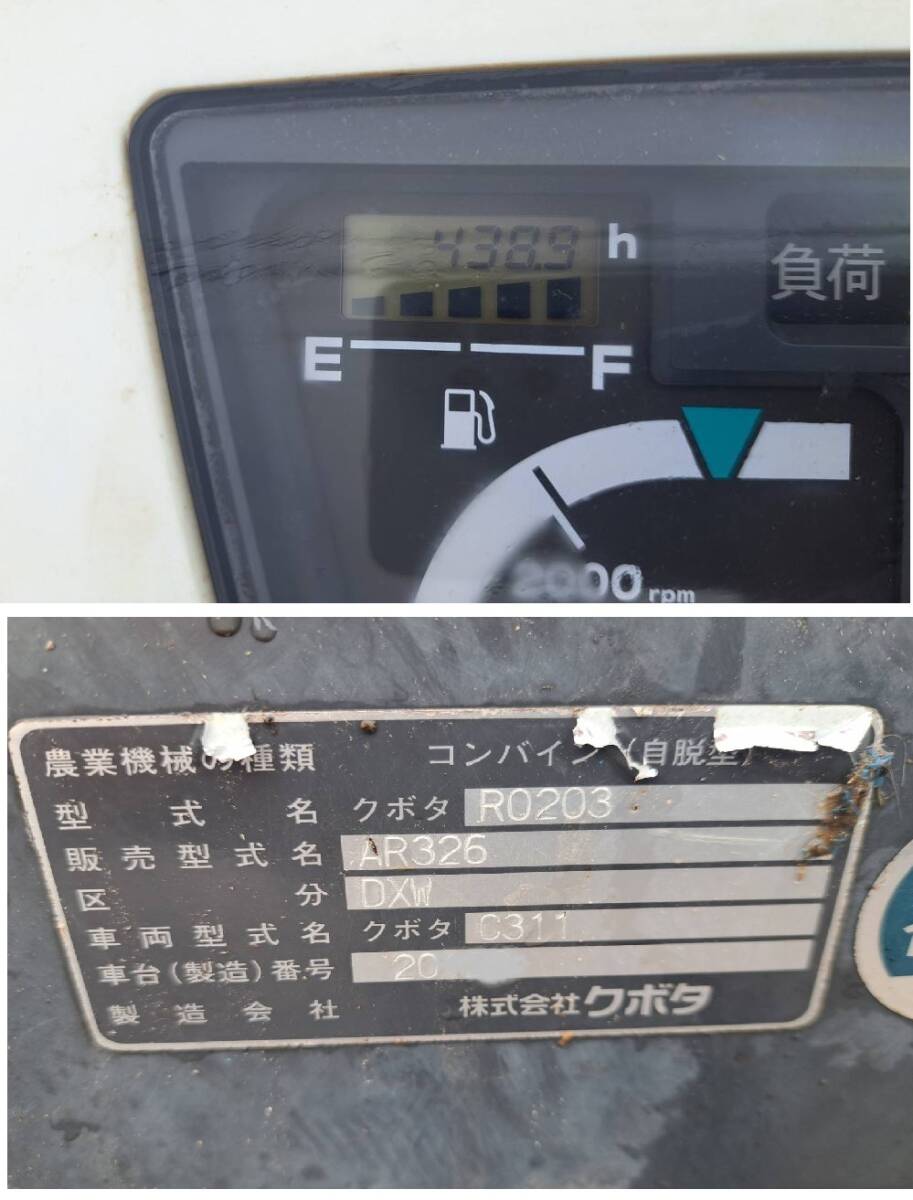 438.9 h
負荷
E F
2000 rpm
農業機械の種類 コンバイン (自脱型)
型式名 クボタ RO203
販売型式名 AR326
区分 DXW
車両型式名 クボタ C311
車台(製造)番号 20
製造会社 株式会社クボタ